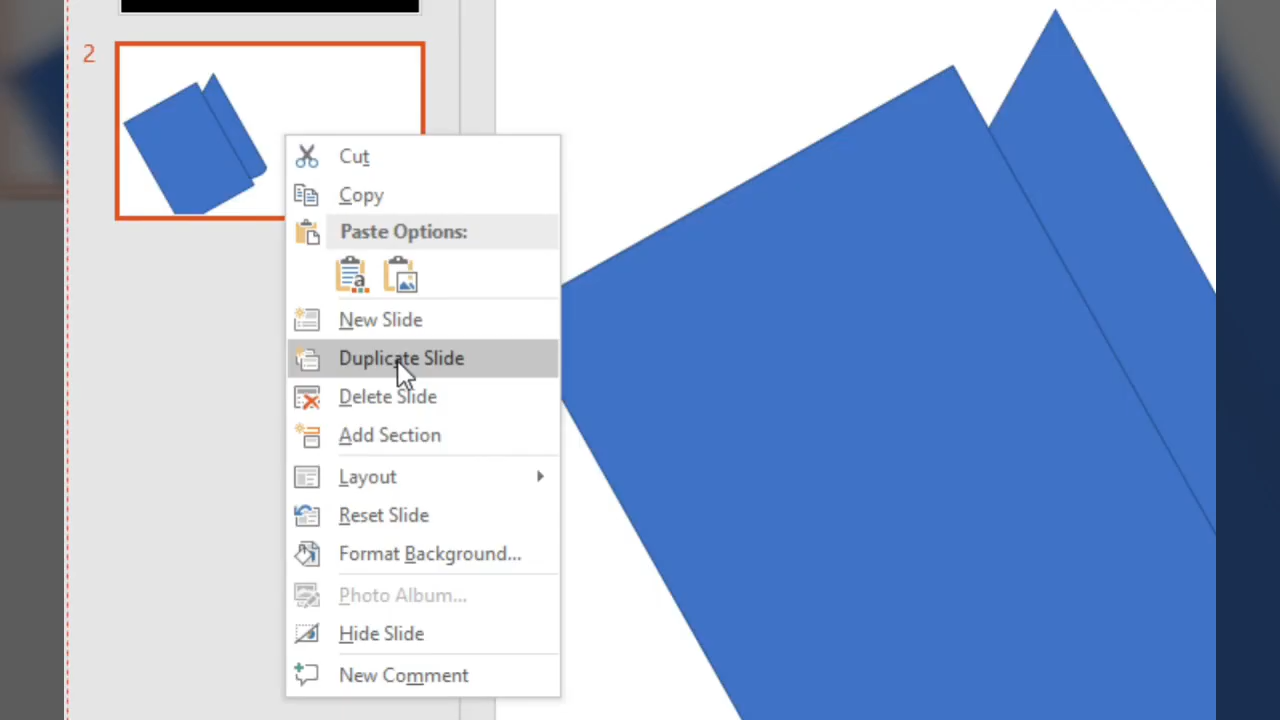 2
Cut
Copy
Paste Options:
a
New Slide
Duplicate Slide
Delete Slide
Add Section
Layout
Reset Slide
Format Background...
Photo Album...
Hide Slide
New Comment